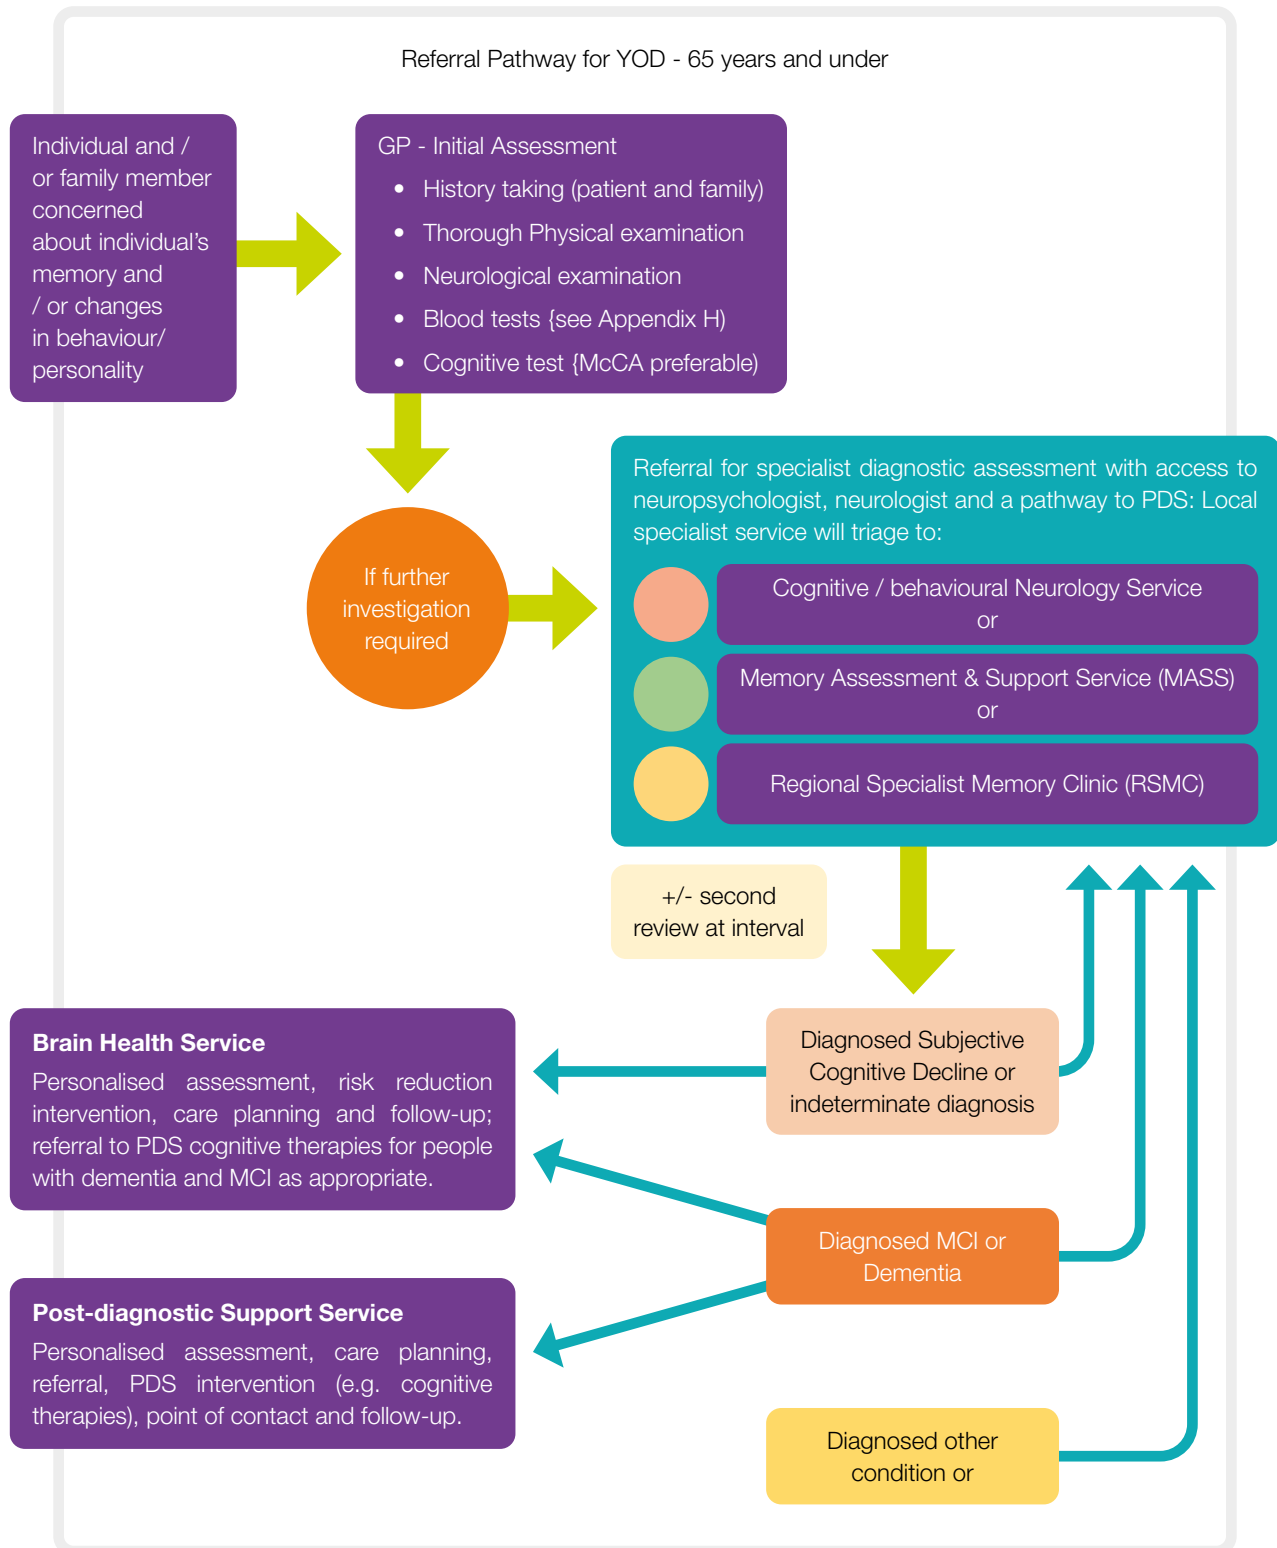 Referral Pathway for YOD - 65 years and under
Individual and /
or family member
concerned
about individual’s
memory and
/ or changes
in behaviour/
personality
GP - Initial Assessment
• History taking (patient and family)
• Thorough Physical examination
• Neurological examination
• Blood tests {see Appendix H)
• Cognitive test {McCA preferable)
If further
investigation
required
Referral for specialist diagnostic assessment with access to
neuropsychologist, neurologist and a pathway to PDS: Local
specialist service will triage to:
Cognitive / behavioural Neurology Service
or
Memory Assessment & Support Service (MASS)
or
Regional Specialist Memory Clinic (RSMC)
+/- second
review at interval
Diagnosed Subjective
Cognitive Decline or
indeterminate diagnosis
Brain Health Service
Personalised assessment, risk reduction
intervention, care planning and follow-up;
referral to PDS cognitive therapies for people
with dementia and MCI as appropriate.
Diagnosed MCI or
Dementia
Post-diagnostic Support Service
Personalised assessment, care planning,
referral, PDS intervention (e.g. cognitive
therapies), point of contact and follow-up.
Diagnosed other
condition or